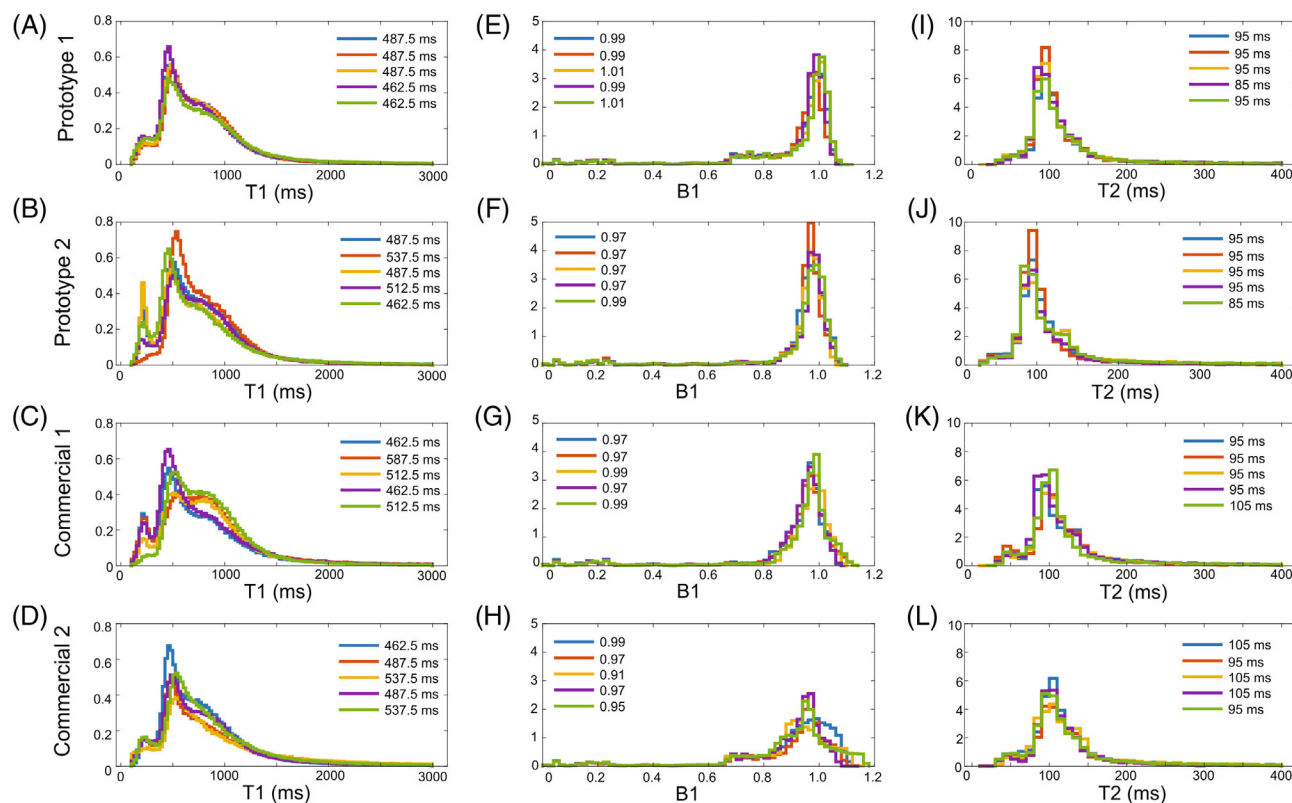 (A)
Prototype 1
0.8
0.6
0.4
0.2
0
487.5 ms
487.5 ms
487.5 ms
462.5 ms
462.5 ms
0 1000 2000 3000
T1 (ms)
(E)
5
4
3
2
1
0
0.99
0.99
1.01
0.99
1.01
0 0.2 0.4 0.6 0.8 1.0 1.2
B1
(I)
10
8
6
4
2
0
95 ms
95 ms
95 ms
85 ms
95 ms
0 100 200 300 400
T2 (ms)
(B)
Prototype 2
0.8
0.6
0.4
0.2
0
487.5 ms
537.5 ms
487.5 ms
512.5 ms
462.5 ms
0 1000 2000 3000
T1 (ms)
(F)
5
4
3
2
1
0
0.97
0.97
0.97
0.97
0.99
0 0.2 0.4 0.6 0.8 1.0 1.2
B1
(J)
10
8
6
4
2
0
95 ms
95 ms
95 ms
95 ms
85 ms
0 100 200 300 400
T2 (ms)
(C)
Commercial 1
0.8
0.6
0.4
0.2
0
462.5 ms
587.5 ms
512.5 ms
462.5 ms
512.5 ms
0 1000 2000 3000
T1 (ms)
(G)
5
4
3
2
1
0
0.97
0.97
0.99
0.97
0.99
0 0.2 0.4 0.6 0.8 1.0 1.2
B1
(K)
10
8
6
4
2
0
95 ms
95 ms
95 ms
95 ms
105 ms
0 100 200 300 400
T2 (ms)
(D)
Commercial 2
0.8
0.6
0.4
0.2
0
462.5 ms
487.5 ms
537.5 ms
487.5 ms
537.5 ms
0 1000 2000 3000
T1 (ms)
(H)
5
4
3
2
1
0
0.99
0.97
0.91
0.97
0.95
0 0.2 0.4 0.6 0.8 1.0 1.2
B1
(L)
10
8
6
4
2
0
105 ms
95 ms
105 ms
105 ms
95 ms
0 100 200 300 400
T2 (ms)